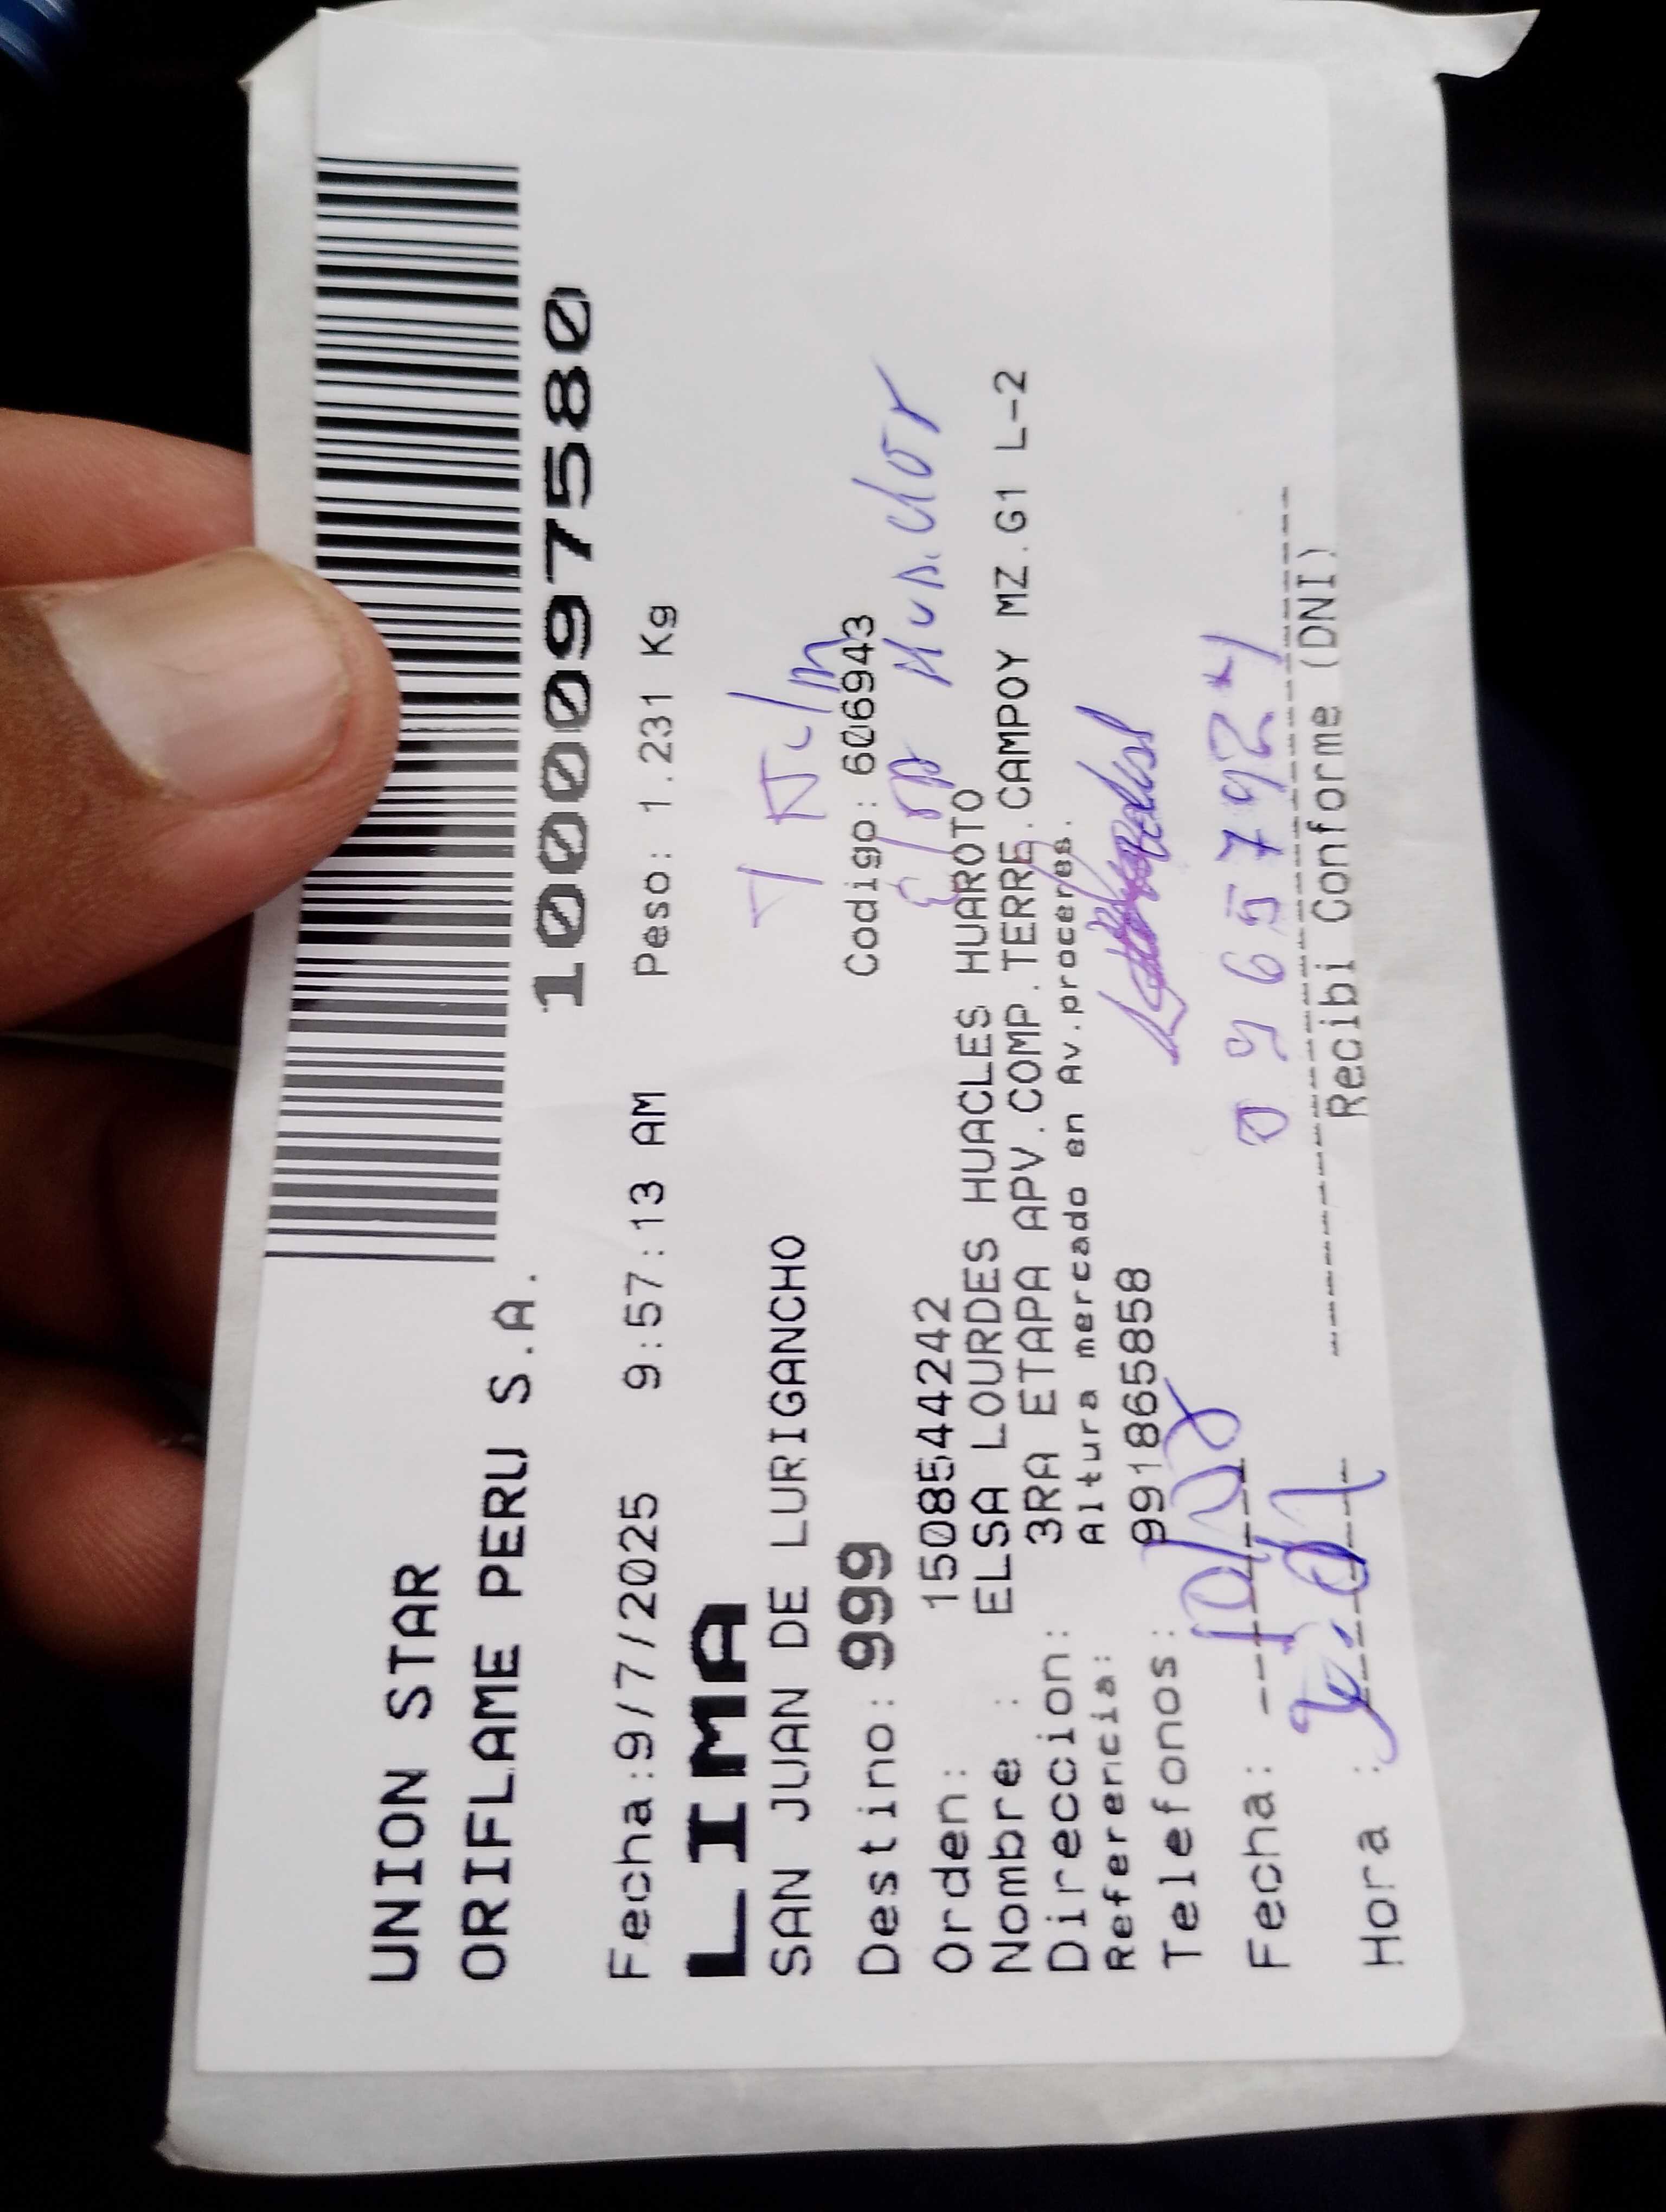 UNION STAR
ORIFLAME PERU S.A.
1000097580
Fecha:9/7/2025 9:57:13 AM Peso: 1.231 Kg
LIMA
SAN JUAN DE LURIGANCHO
Destino: 999 Codigo: 606943
Orden: 1508544242
Nombre : ELSA LOURDES HUACLES HUAROTO
Direccion: 3RA ETAPA APV.COMP.TERRE.CAMPOY MZ.G1 L-2
Referencia: Altura mercado en Av.proceres.
Telefonos: 991865858
Fecha:
09657924
Hora :
Recibi Conforme (DNI)